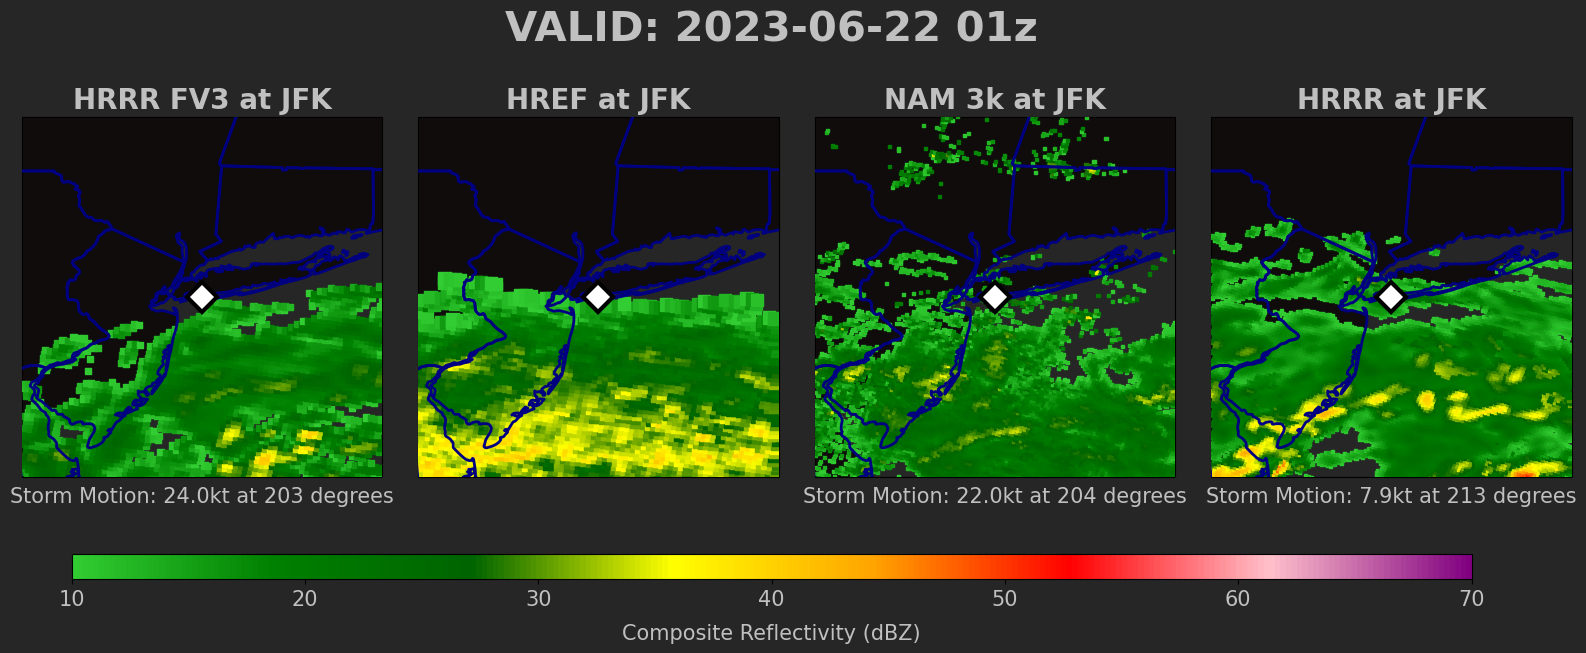 VALID: 2023-06-22 01z
HRRR FV3 at JFK
HREF at JFK
NAM 3k at JFK
HRRR at JFK
Storm Motion: 24.0kt at 203 degrees
Storm Motion: 22.0kt at 204 degrees
Storm Motion: 7.9kt at 213 degrees
10 20 30 40 50 60 70
Composite Reflectivity (dBZ)